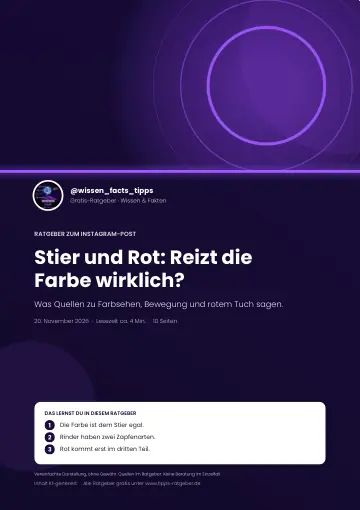 @wissen_facts_tipps
Gratis-Ratgeber · Wissen & Fakten
RATGEBER ZUM INSTAGRAM-POST
Stier und Rot: Reizt die
Farbe wirklich?
Was Quellen zu Farbsehen, Bewegung und rotem Tuch sagen.
20. November 2026 · Lesezeit ca. 4 Min. · 10 Seiten
DAS LERNST DU IN DIESEM RATGEBER
1 Die Farbe ist dem Stier egal.
2 Rinder haben zwei Zapfenarten.
3 Rot kommt erst im dritten Teil.
Vereinfachte Darstellung, ohne Gewähr. Quellen im Ratgeber. Keine Beratung im Einzelfall.
Inhalt KI-generiert · Alle Ratgeber gratis unter www.tipps-ratgeber.de